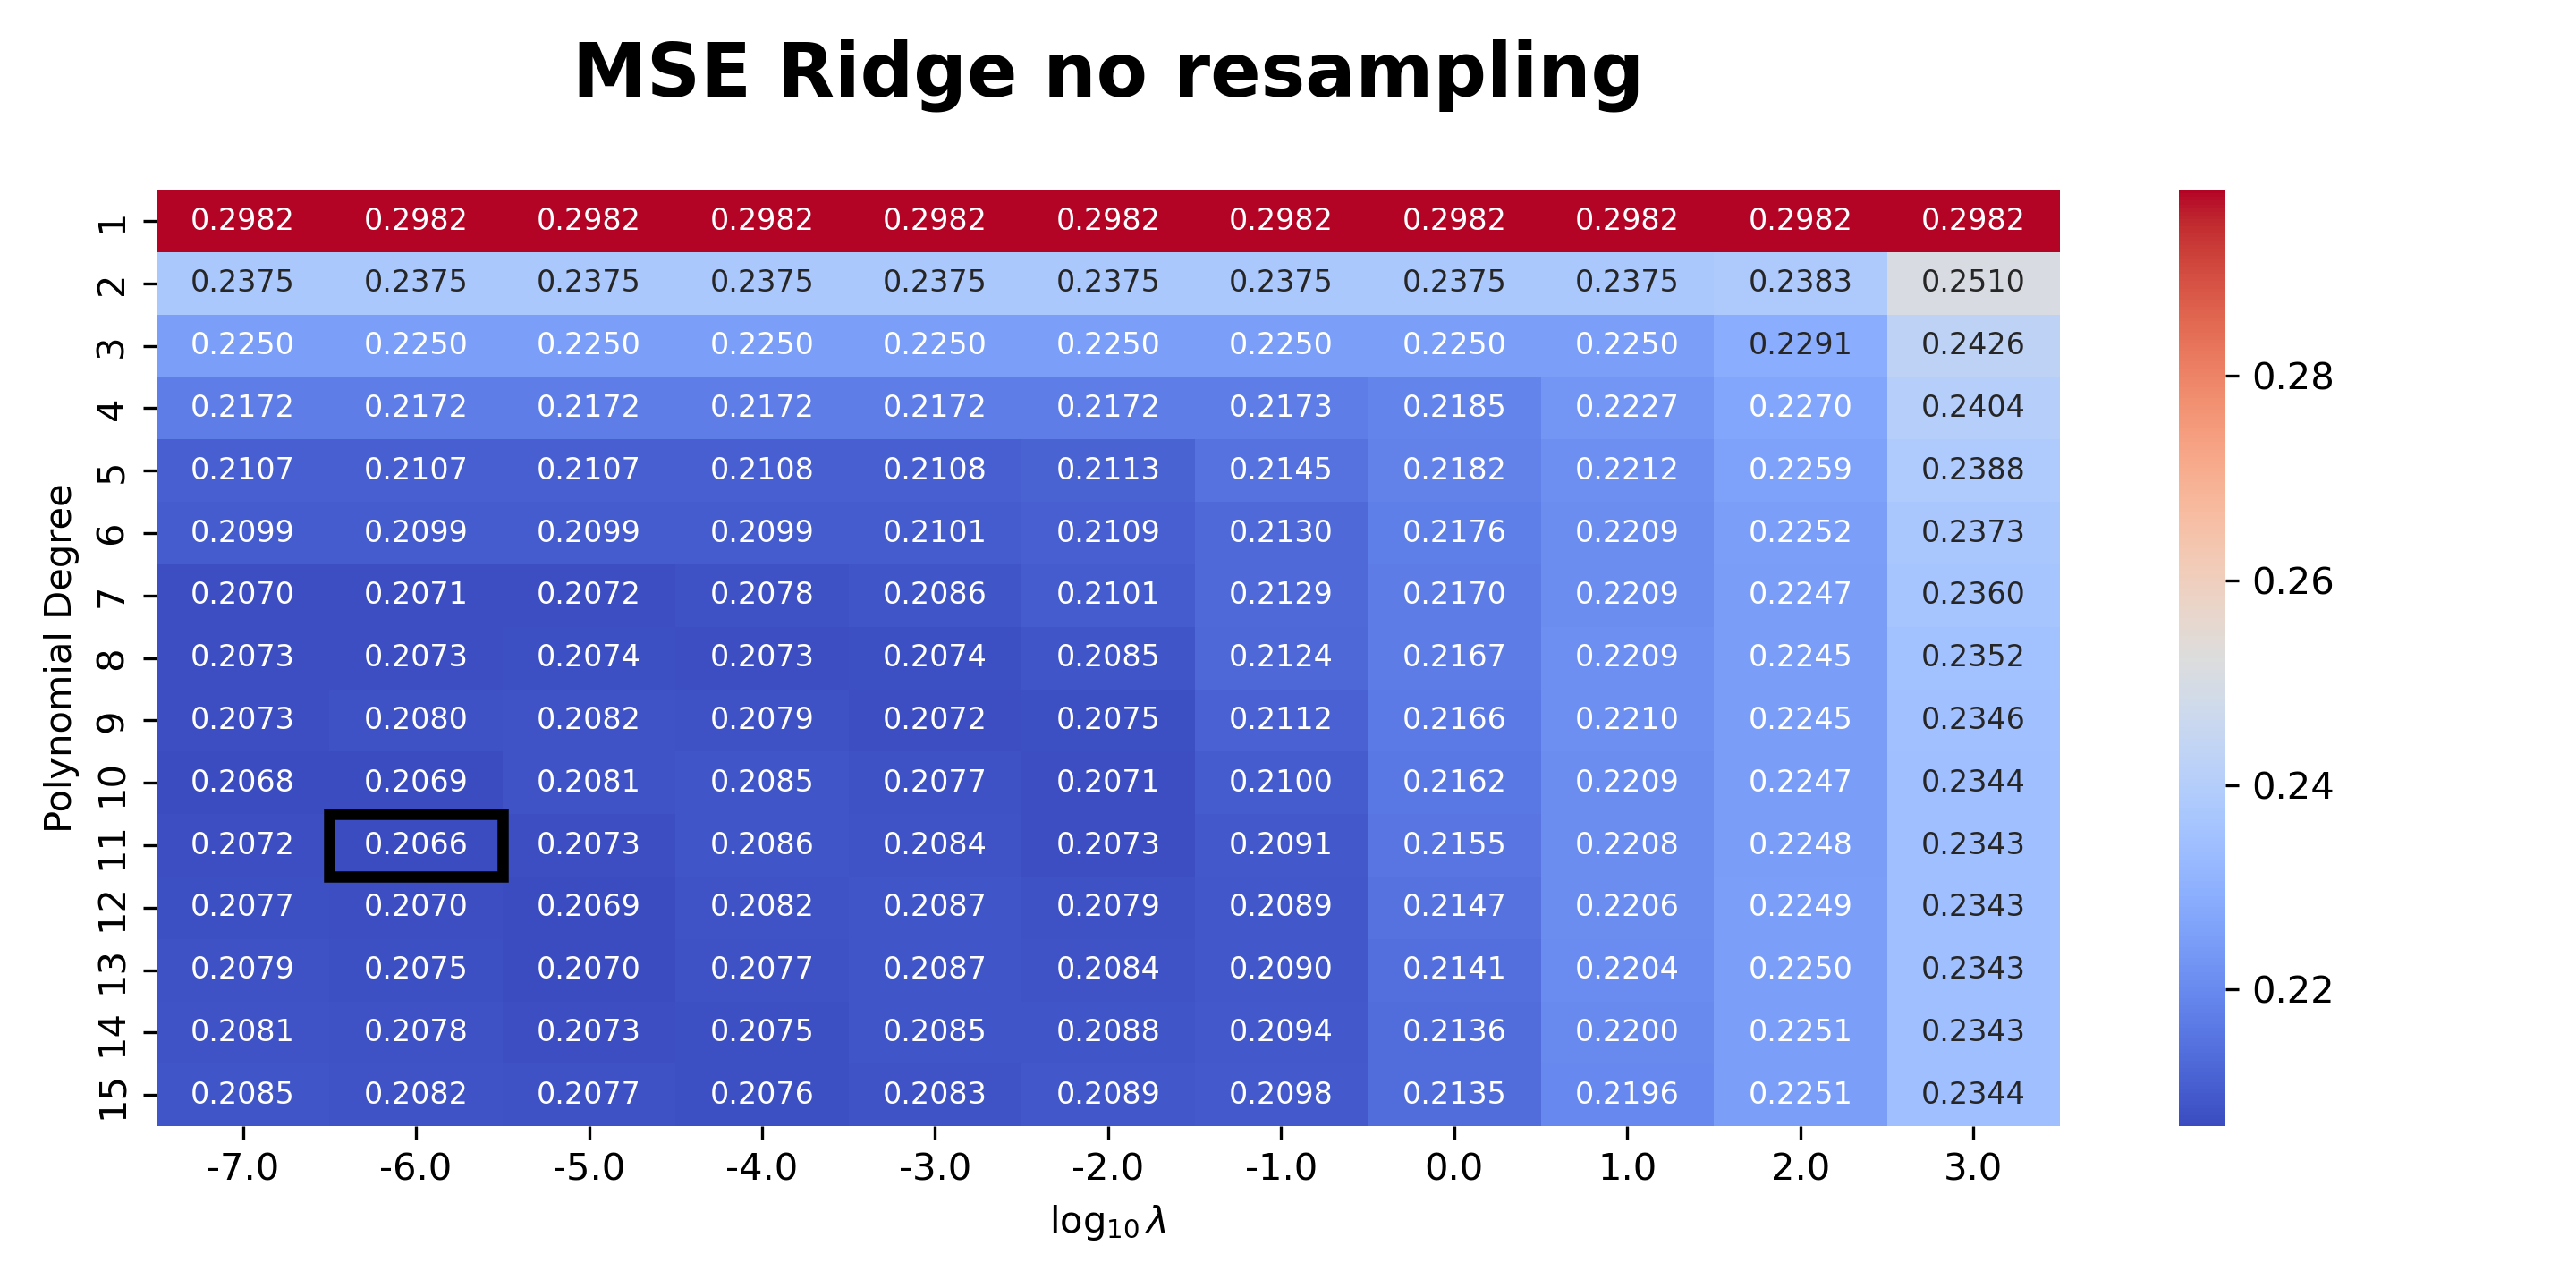 MSE Ridge no resampling
Polynomial Degree
1 0.2982 0.2982 0.2982 0.2982 0.2982 0.2982 0.2982 0.2982 0.2982 0.2982 0.2982
2 0.2375 0.2375 0.2375 0.2375 0.2375 0.2375 0.2375 0.2375 0.2375 0.2383 0.2510
3 0.2250 0.2250 0.2250 0.2250 0.2250 0.2250 0.2250 0.2250 0.2250 0.2291 0.2426
4 0.2172 0.2172 0.2172 0.2172 0.2172 0.2172 0.2173 0.2185 0.2227 0.2270 0.2404
5 0.2107 0.2107 0.2107 0.2108 0.2108 0.2113 0.2145 0.2182 0.2212 0.2259 0.2388
6 0.2099 0.2099 0.2099 0.2099 0.2101 0.2109 0.2130 0.2176 0.2209 0.2252 0.2373
7 0.2070 0.2071 0.2072 0.2078 0.2086 0.2101 0.2129 0.2170 0.2209 0.2247 0.2360
8 0.2073 0.2073 0.2074 0.2073 0.2074 0.2085 0.2124 0.2167 0.2209 0.2245 0.2352
9 0.2073 0.2080 0.2082 0.2079 0.2072 0.2075 0.2112 0.2166 0.2210 0.2245 0.2346
10 0.2068 0.2069 0.2081 0.2085 0.2077 0.2071 0.2100 0.2162 0.2209 0.2247 0.2344
11 0.2072 0.2066 0.2073 0.2086 0.2084 0.2073 0.2091 0.2155 0.2208 0.2248 0.2343
12 0.2077 0.2070 0.2069 0.2082 0.2087 0.2079 0.2089 0.2147 0.2206 0.2249 0.2343
13 0.2079 0.2075 0.2070 0.2077 0.2087 0.2084 0.2090 0.2141 0.2204 0.2250 0.2343
14 0.2081 0.2078 0.2073 0.2075 0.2085 0.2088 0.2094 0.2136 0.2200 0.2251 0.2343
15 0.2085 0.2082 0.2077 0.2076 0.2083 0.2089 0.2098 0.2135 0.2196 0.2251 0.2344
-7.0 -6.0 -5.0 -4.0 -3.0 -2.0 -1.0 0.0 1.0 2.0 3.0
log₁₀ λ
0.28
0.26
0.24
0.22